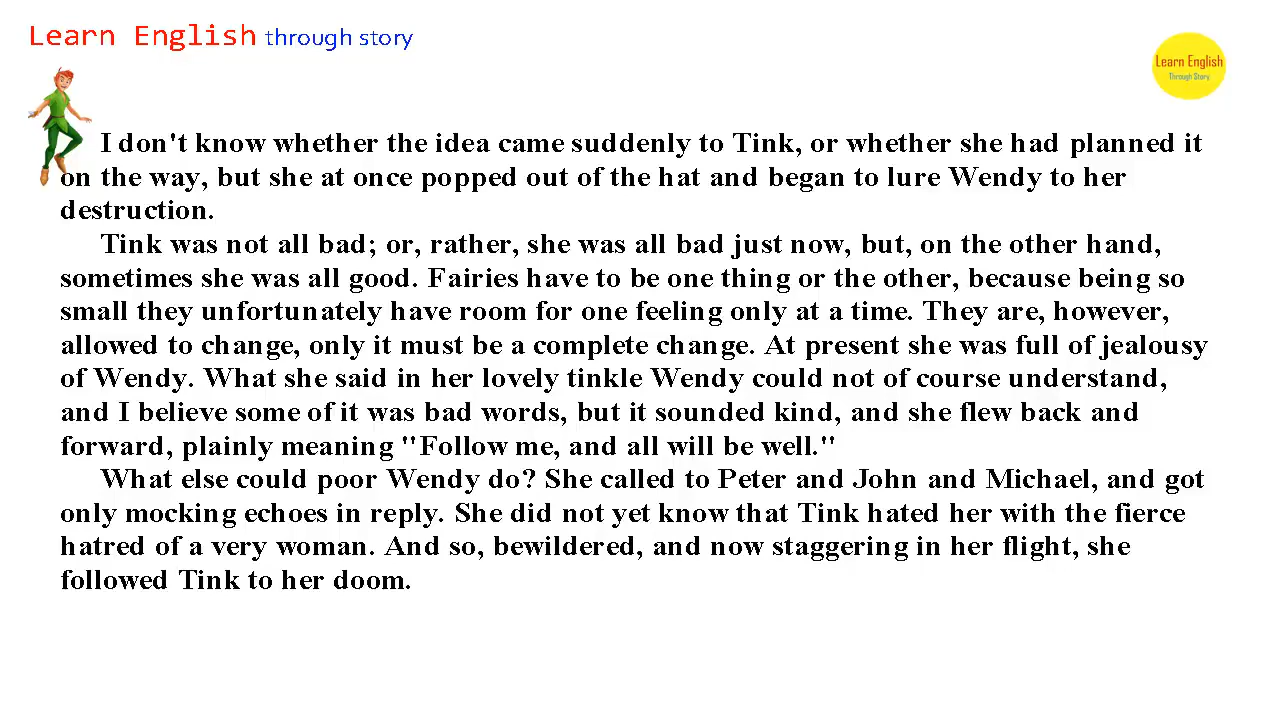 Learn English through story
Learn English
Through Story
I don't know whether the idea came suddenly to Tink, or whether she had planned it
on the way, but she at once popped out of the hat and began to lure Wendy to her
destruction.
Tink was not all bad; or, rather, she was all bad just now, but, on the other hand,
sometimes she was all good. Fairies have to be one thing or the other, because being so
small they unfortunately have room for one feeling only at a time. They are, however,
allowed to change, only it must be a complete change. At present she was full of jealousy
of Wendy. What she said in her lovely tinkle Wendy could not of course understand,
and I believe some of it was bad words, but it sounded kind, and she flew back and
forward, plainly meaning "Follow me, and all will be well."
What else could poor Wendy do? She called to Peter and John and Michael, and got
only mocking echoes in reply. She did not yet know that Tink hated her with the fierce
hatred of a very woman. And so, bewildered, and now staggering in her flight, she
followed Tink to her doom.